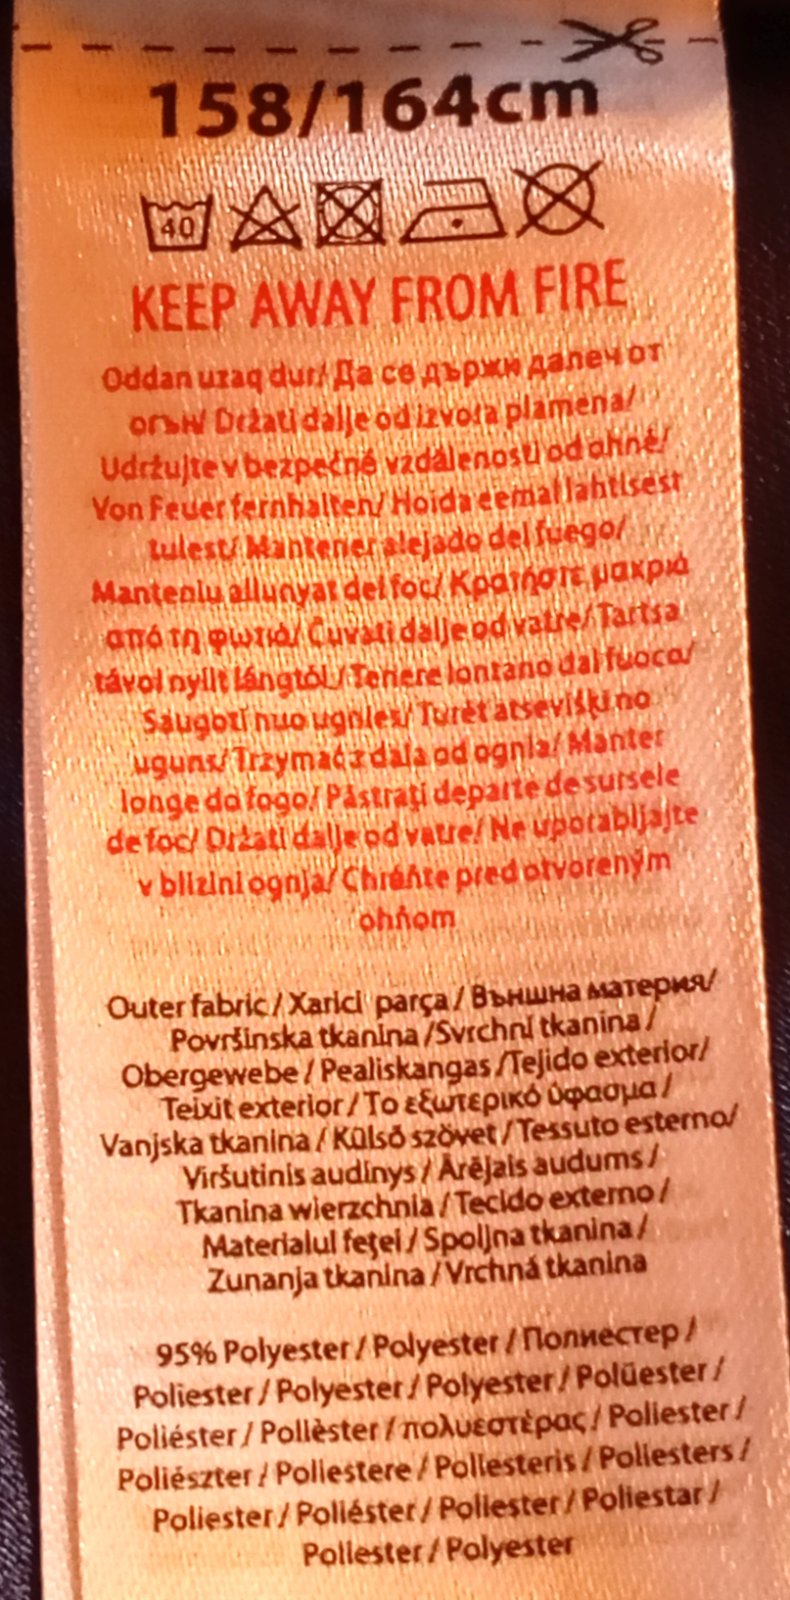 158/164cm
40
KEEP AWAY FROM FIRE
Oddan uzaq dur/ Да се държи далеч от
огън/ Držati dalje od izvora plamena/
Udržujte v bezpečné vzdálenosti od ohně/
Von Feuer fernhalten/ Hoida eemal lahtisest
tulest/ Mantener alejado del fuego/
Manteniu allunyat del foc/ Κρατήστε μακριά
από τη φωτιά/ Čuvati dalje od vatre/ Tartsa
távol nyílt lángtól/ Tenere lontano dal fuoco/
Saugoti nuo ugnies/ Turēt atsevišķi no
uguns/ Trzymać z dala od ognia/ Manter
longe do fogo/ Păstrați departe de sursele
de foc/ Držati dalje od vatre/ Ne uporabljajte
v bližini ognja/ Chráňte pred otvoreným
ohňom
Outer fabric / Xarici parça / Външна материя/
Površinska tkanina /Svrchní tkanina /
Obergewebe / Pealiskangas /Tejido exterior/
Teixit exterior / Το εξωτερικό ύφασμα /
Vanjska tkanina / Külső szövet / Tessuto esterno/
Viršutinis audinys / Ārējais audums /
Tkanina wierzchnia / Tecido externo /
Materialul feţei / Spoljna tkanina /
Zunanja tkanina / Vrchná tkanina
95% Polyester / Polyester / Полиестер /
Poliester / Polyester / Polyester / Polüester /
Poliéster / Polièster / πολυεστέρας / Poliester /
Poliészter / Poliestere / Poliesteris / Poliesters /
Poliester / Poliéster / Poliester / Poliestar /
Poliester / Polyester